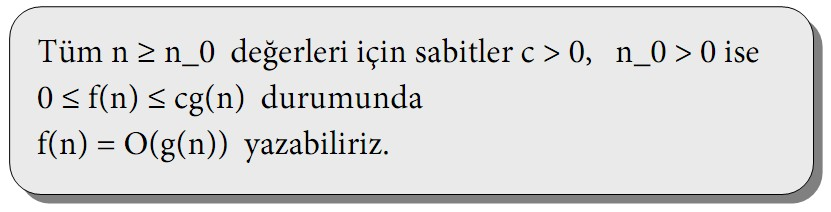 Tüm n ≥ n_0 değerleri için sabitler c > 0, n_0 > 0 ise
0 ≤ f(n) ≤ cg(n) durumunda
f(n) = O(g(n)) yazabiliriz.